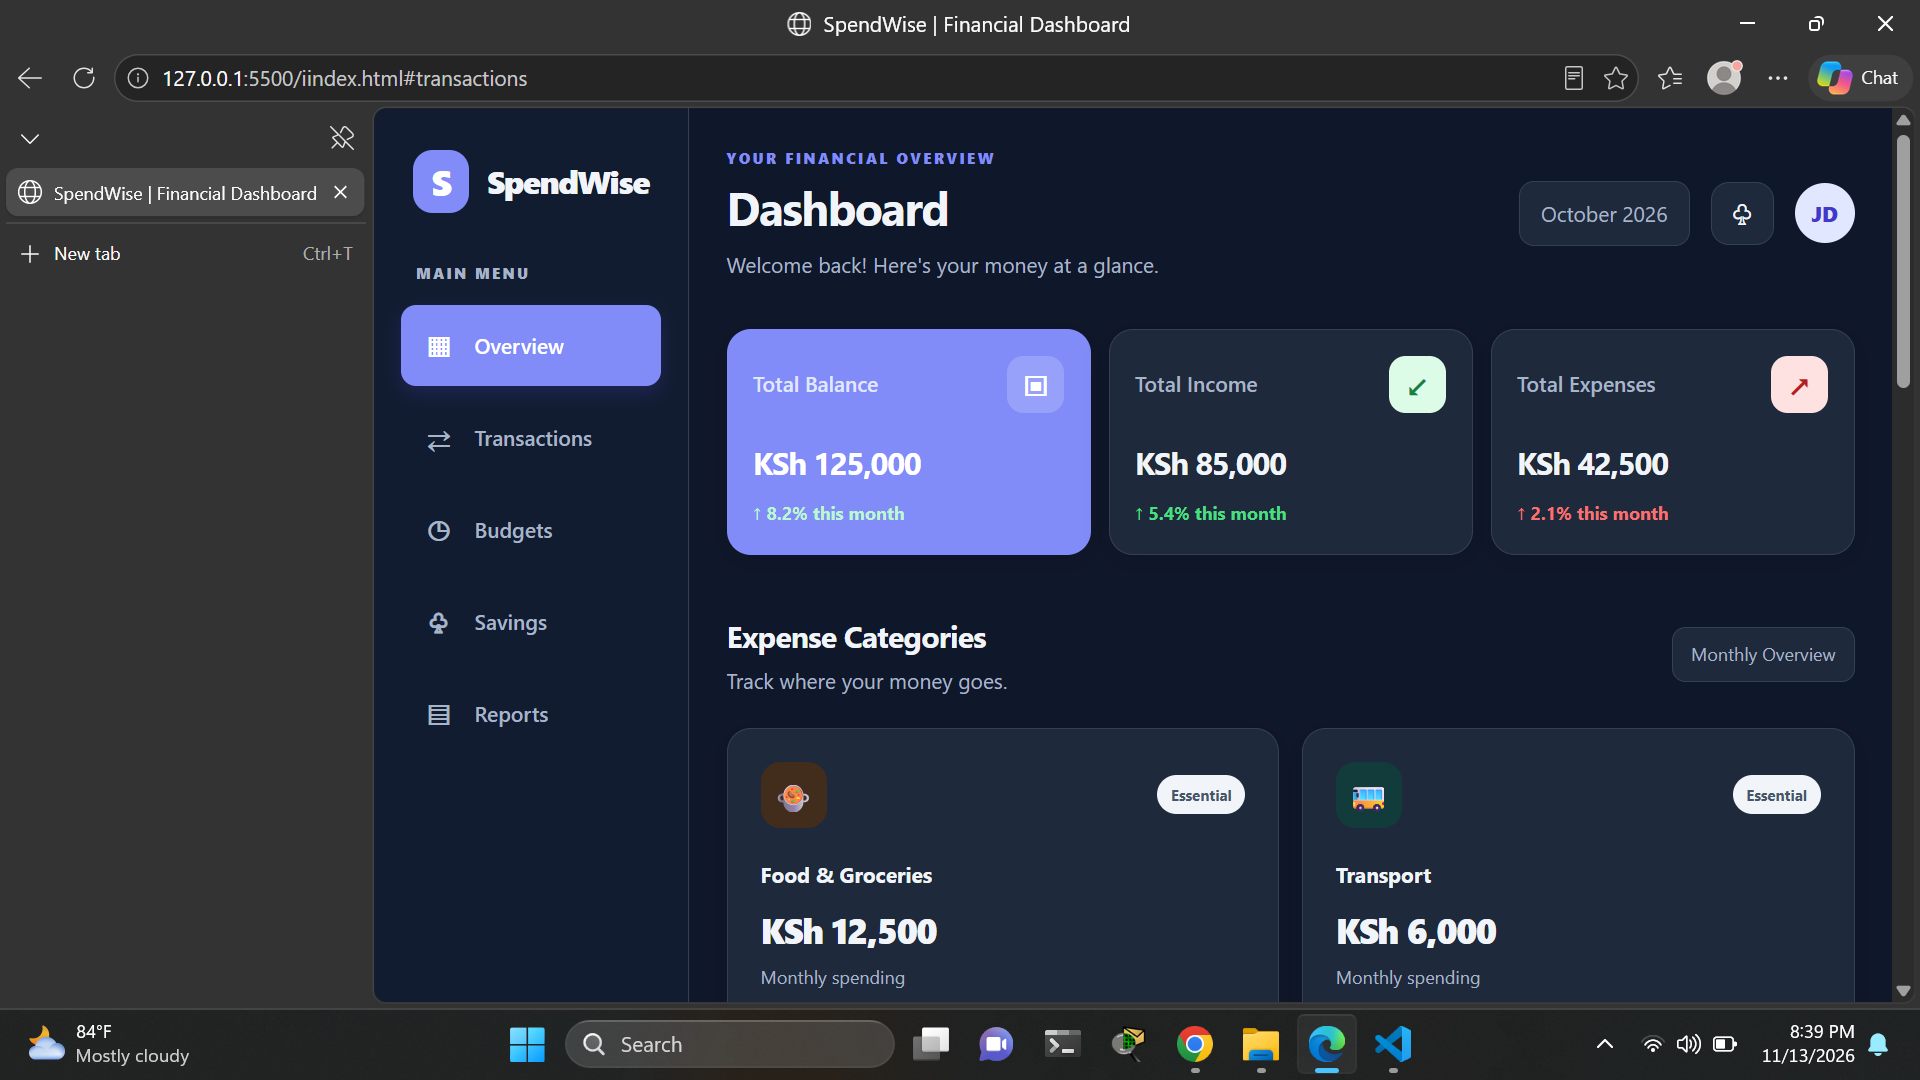 SpendWise | Financial Dashboard
127.0.0.1:5500/iindex.html#transactions
Chat
SpendWise | Financial Dashboard
New tab
Ctrl+T
S
SpendWise
MAIN MENU
Overview
Transactions
Budgets
Savings
Reports
YOUR FINANCIAL OVERVIEW
Dashboard
Welcome back! Here's your money at a glance.
October 2026
JD
Total Balance
KSh 125,000
↑ 8.2% this month
Total Income
↙
KSh 85,000
↑ 5.4% this month
Total Expenses
↗
KSh 42,500
↑ 2.1% this month
Expense Categories
Track where your money goes.
Monthly Overview
Essential
Food & Groceries
KSh 12,500
Monthly spending
Essential
Transport
KSh 6,000
Monthly spending
84°F
Mostly cloudy
Search
8:39 PM
11/13/2026